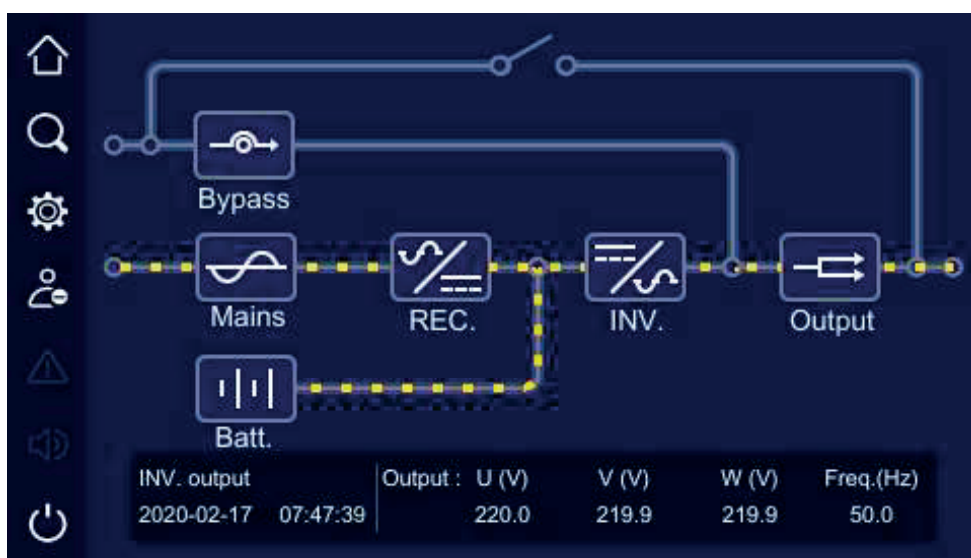 Bypass
Mains
REC.
INV.
Output
Batt.
INV. output
Output : U (V) V (V) W (V) Freq.(Hz)
2020-02-17 07:47:39 220.0 219.9 219.9 50.0